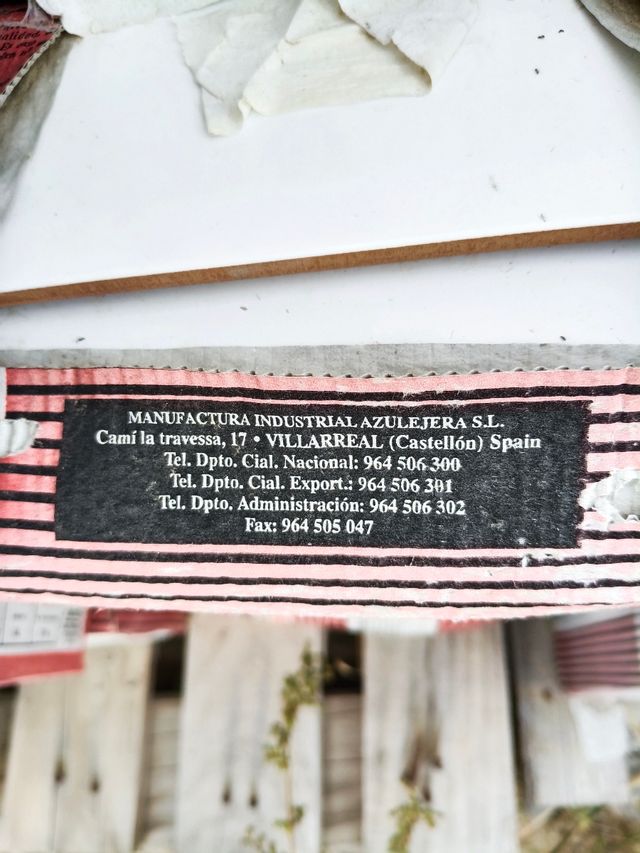 MANUFACTURA INDUSTRIAL AZULEJERA S.L.
Camí la travessa, 17 • VILLARREAL (Castellón) Spain
Tel. Dpto. Cial. Nacional: 964 506 300
Tel. Dpto. Cial. Export.: 964 506 301
Tel. Dpto. Administración: 964 506 302
Fax: 964 505 047